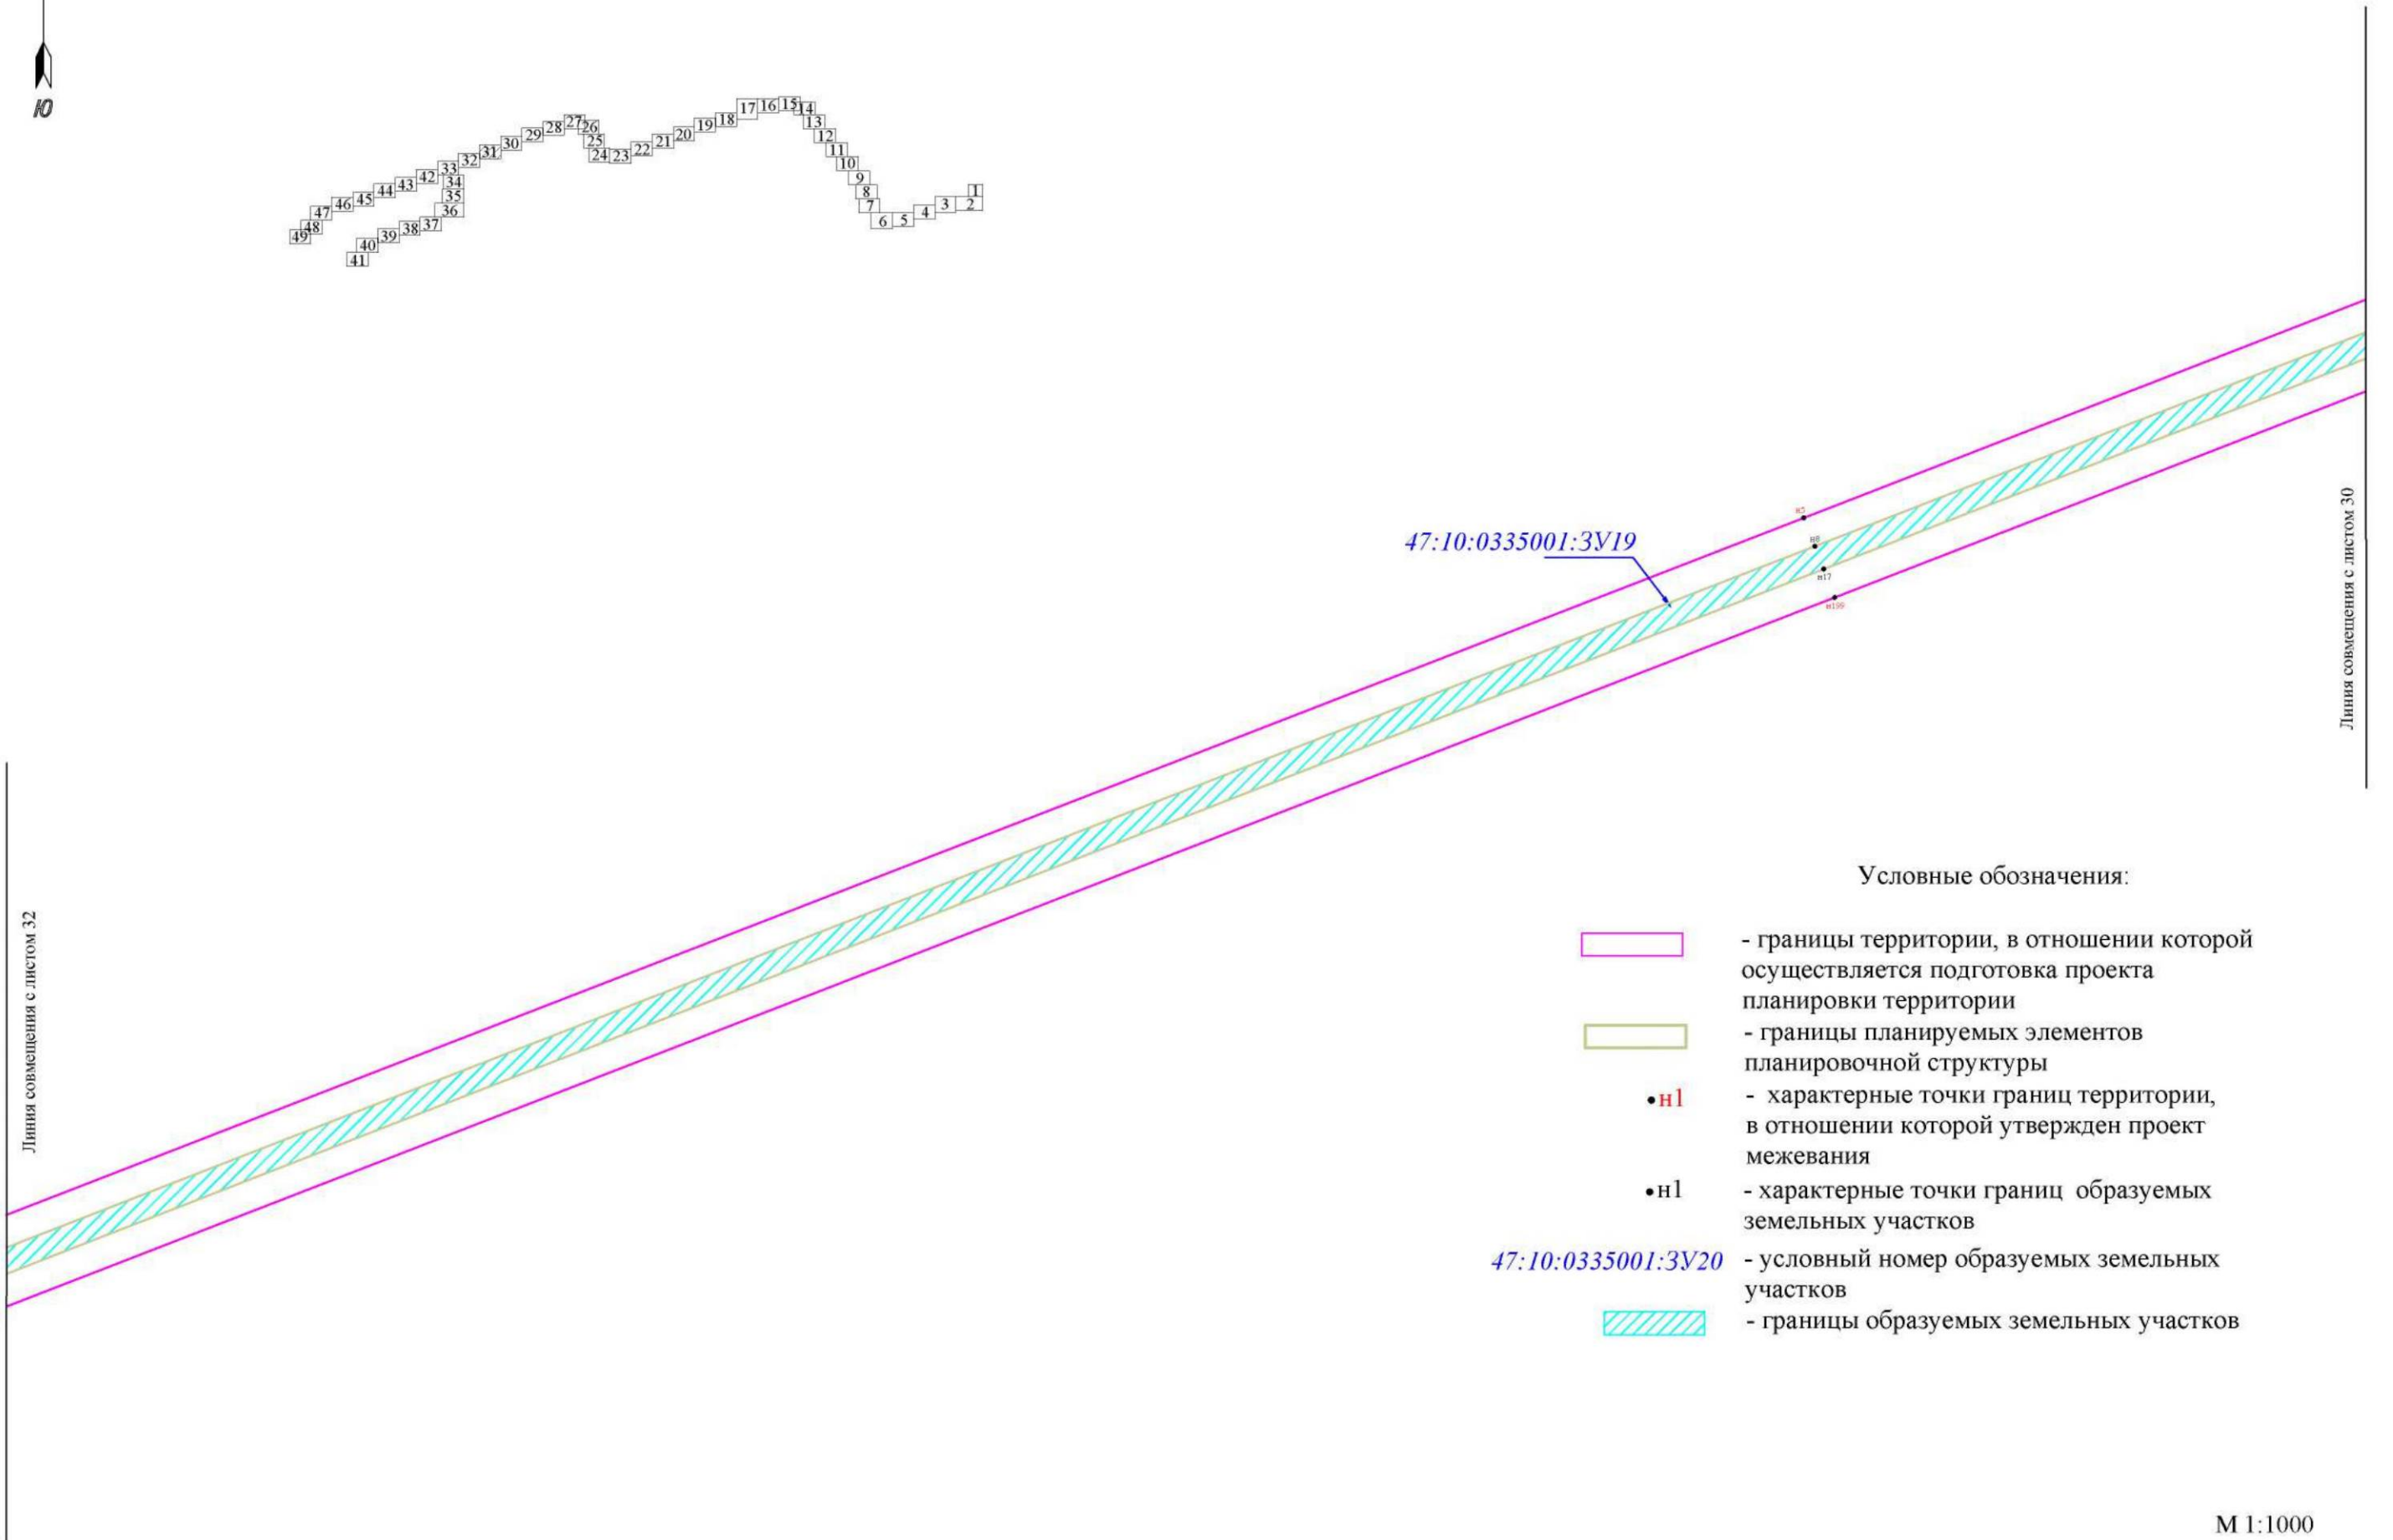 Ю
17 16 15 14
27 26 28 29 30 31 32 33
18 19 20 21 22 23 24 25
13
12
11
10
9
8
7
6 5 4 3 2
1
42 43 44 45 46 47 48 49
34
35
36
37 38 39 40
41
47:10:0335001:ЗУ19
н8
н17
н199
Линия совмещения с листом 30
Линия совмещения с листом 32
Условные обозначения:
- границы территории, в отношении которой
осуществляется подготовка проекта
планировки территории
- границы планируемых элементов
планировочной структуры
•н1 - характерные точки границ территории,
в отношении которой утвержден проект
межевания
•н1 - характерные точки границ образуемых
земельных участков
47:10:0335001:ЗУ20 - условный номер образуемых земельных
участков
- границы образуемых земельных участков
М 1:1000